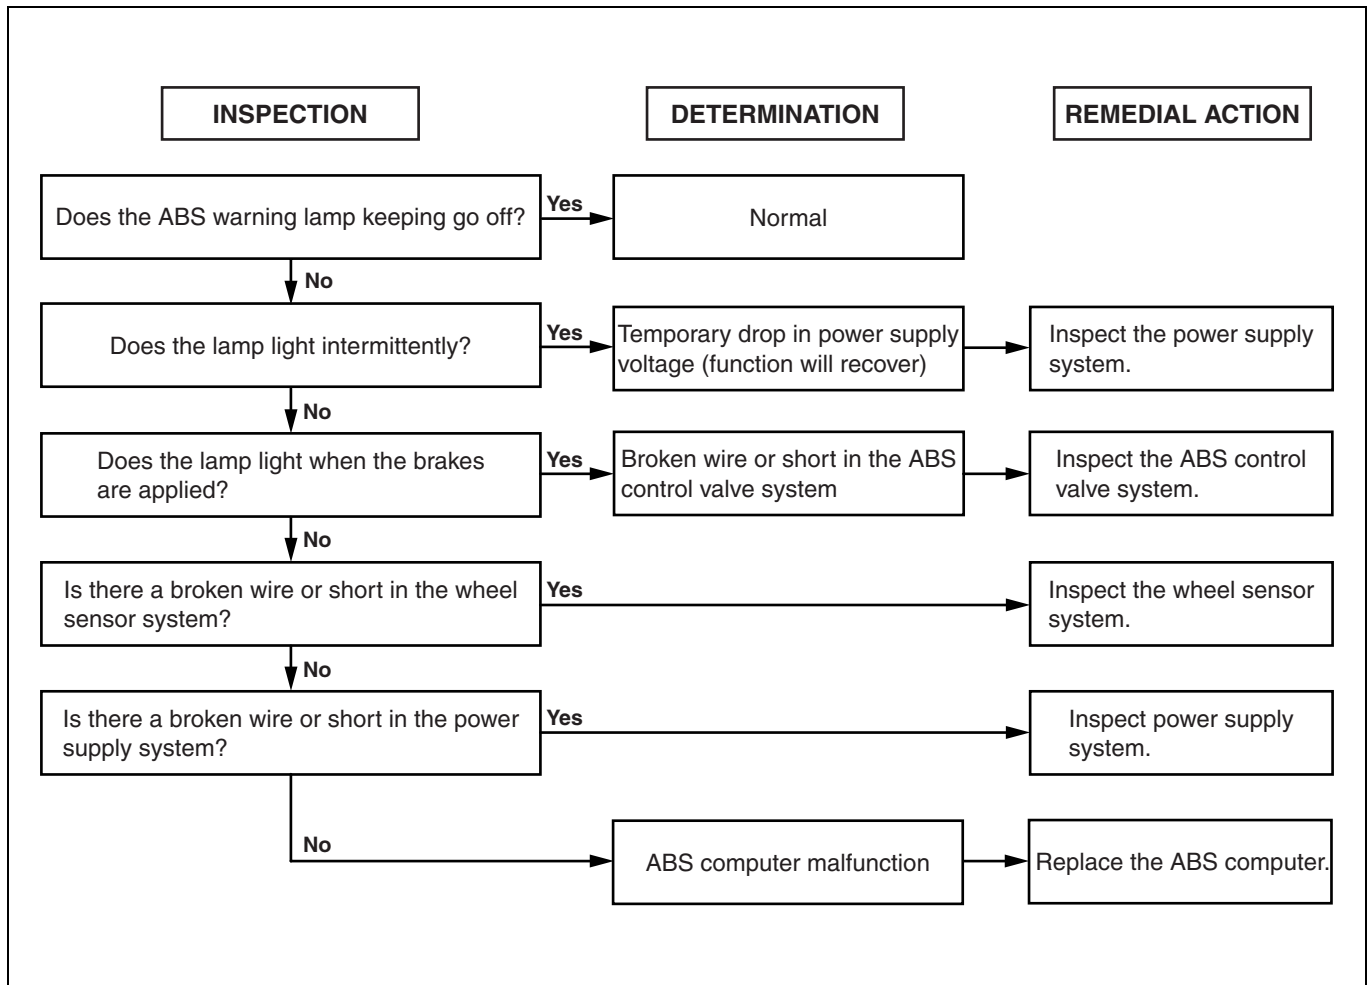 INSPECTION
DETERMINATION
REMEDIAL ACTION
Does the ABS warning lamp keeping go off?
Yes
Normal
No
Does the lamp light intermittently?
Yes
Temporary drop in power supply
voltage (function will recover)
Inspect the power supply
system.
No
Does the lamp light when the brakes
are applied?
Yes
Broken wire or short in the ABS
control valve system
Inspect the ABS control
valve system.
No
Is there a broken wire or short in the wheel
sensor system?
Yes
Inspect the wheel sensor
system.
No
Is there a broken wire or short in the power
supply system?
Yes
Inspect power supply
system.
No
ABS computer malfunction
Replace the ABS computer.